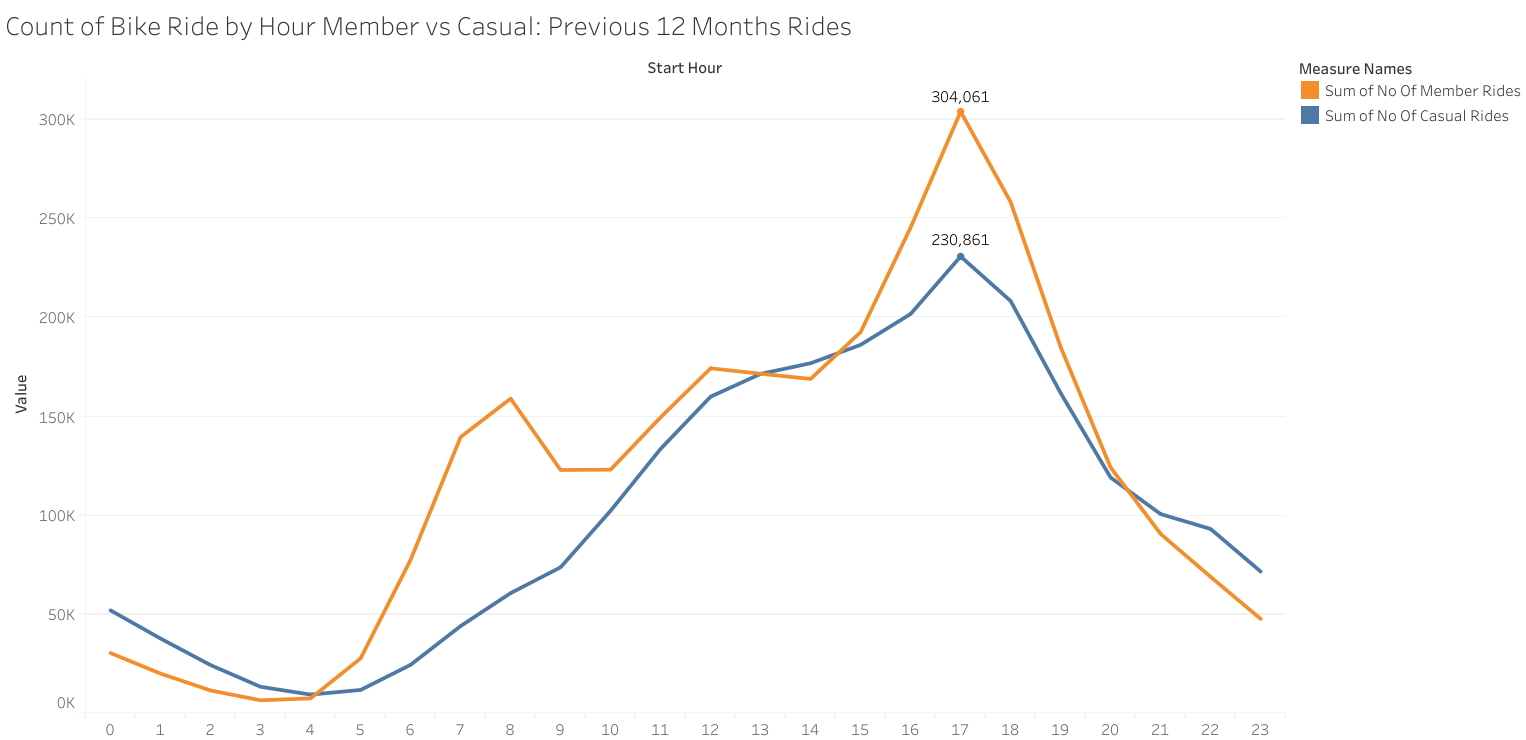 Count of Bike Ride by Hour Member vs Casual: Previous 12 Months Rides
Start Hour
Measure Names
Sum of No Of Member Rides
Sum of No Of Casual Rides
304,061
230,861
300K
250K
200K
150K
100K
50K
0K
Value
0 1 2 3 4 5 6 7 8 9 10 11 12 13 14 15 16 17 18 19 20 21 22 23